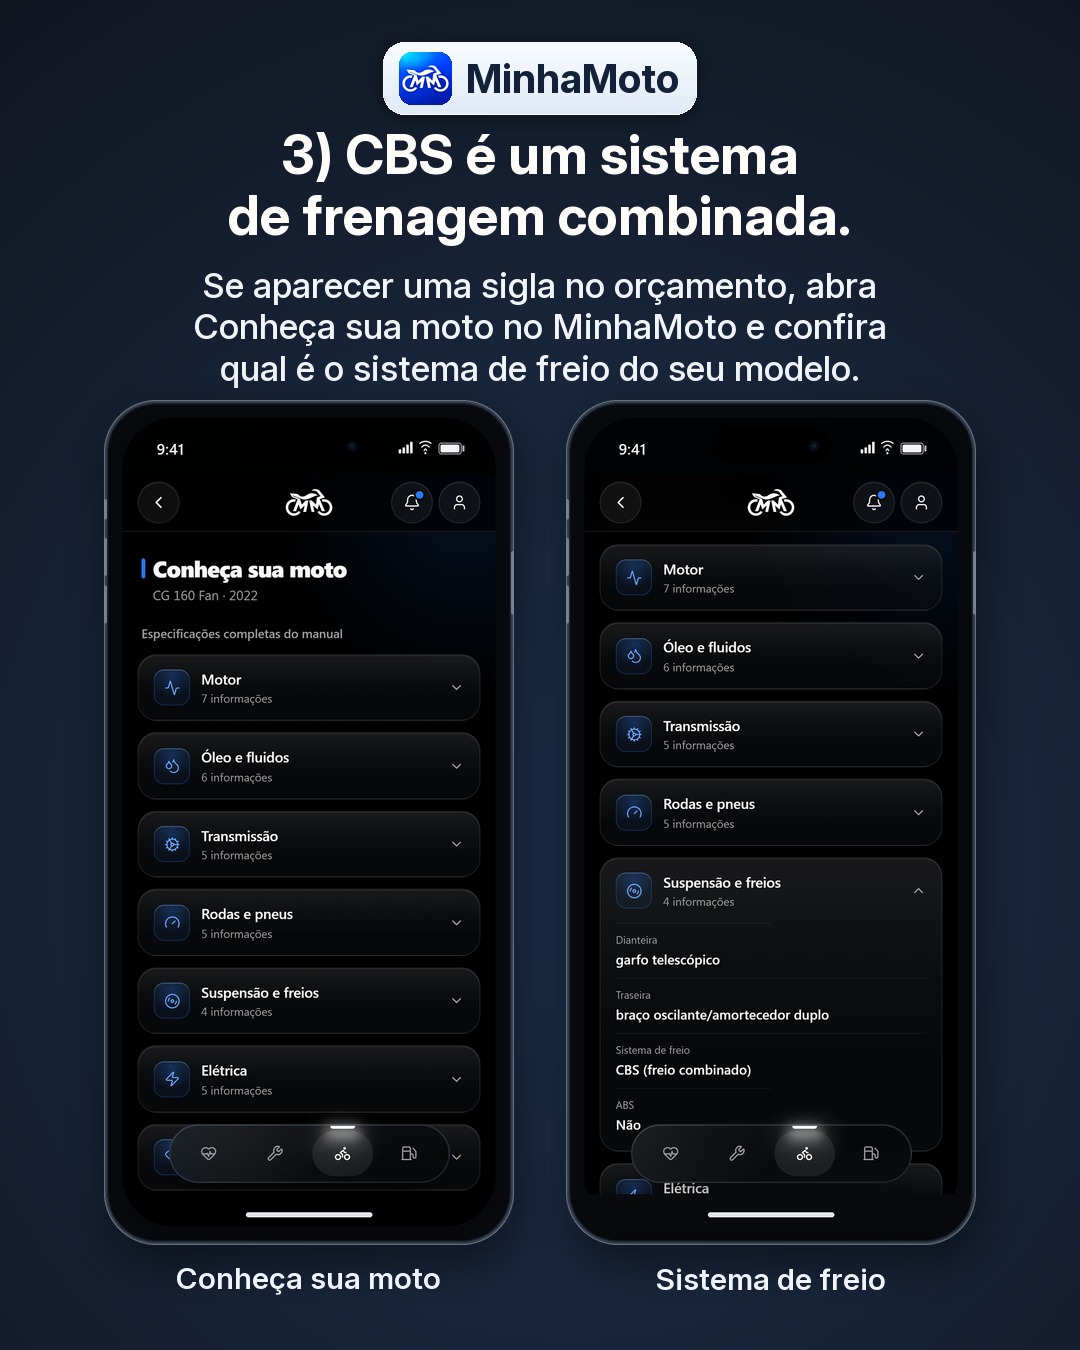 MinhaMoto
3) CBS é um sistema
de frenagem combinada.
Se aparecer uma sigla no orçamento, abra
Conheça sua moto no MinhaMoto e confira
qual é o sistema de freio do seu modelo.
9:41
MM
Conheça sua moto
CG 160 Fan · 2022
Especificações completas do manual
Motor
7 informações
Óleo e fluidos
6 informações
Transmissão
5 informações
Rodas e pneus
5 informações
Suspensão e freios
4 informações
Elétrica
5 informações
9:41
MM
Motor
7 informações
Óleo e fluidos
6 informações
Transmissão
5 informações
Rodas e pneus
5 informações
Suspensão e freios
4 informações
Dianteira
garfo telescópico
Traseira
braço oscilante/amortecedor duplo
Sistema de freio
CBS (freio combinado)
ABS
Não
Elétrica
Conheça sua moto
Sistema de freio